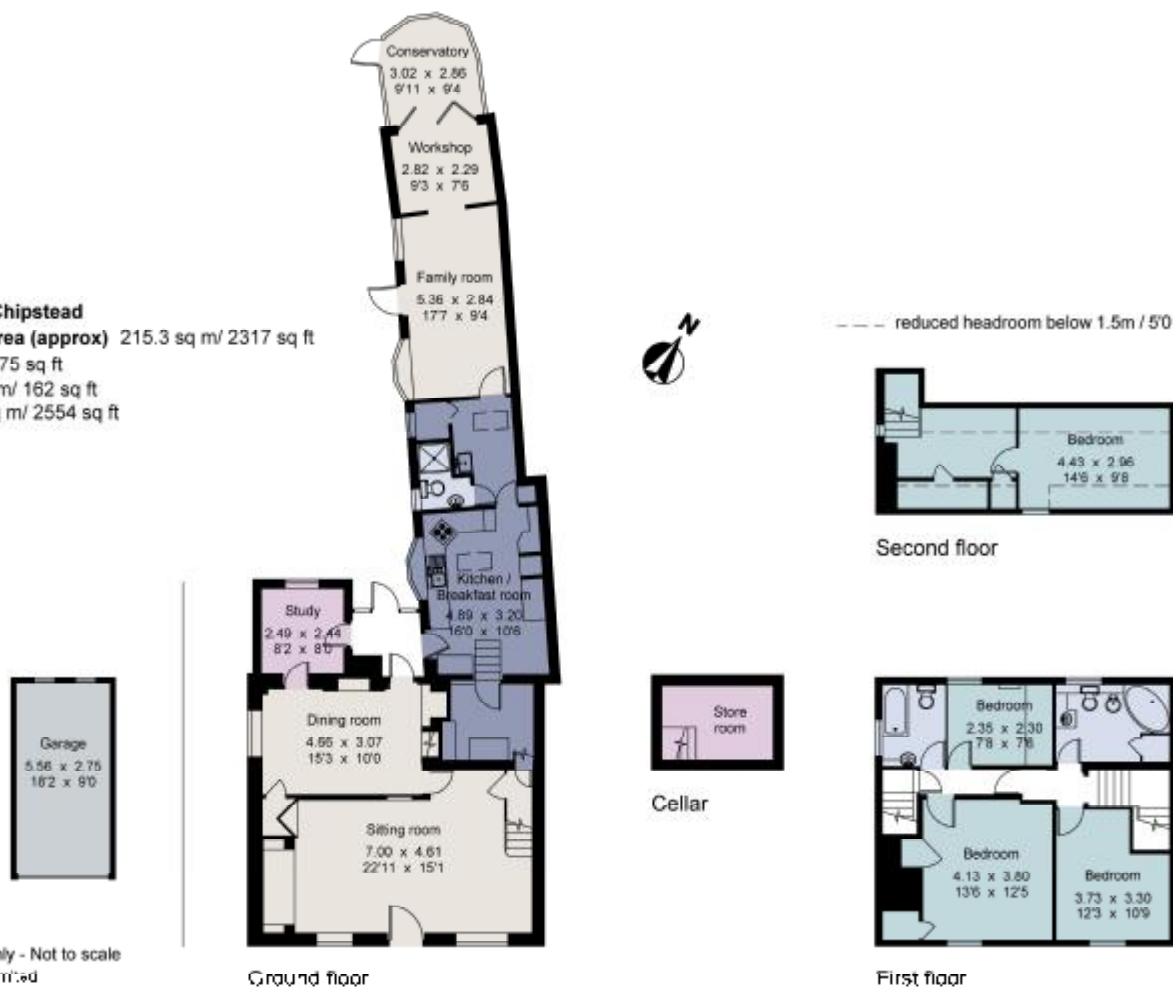 Conservatory
3.02 x 2.86
9'11 x 9'4
Workshop
2.82 x 2.29
9'3 x 7'6
Family room
5.36 x 2.84
17'7 x 9'4
Chipstead
rea (approx) 215.3 sq m/ 2317 sq ft
75 sq ft
m/ 162 sq ft
q m/ 2554 sq ft
N
reduced headroom below 1.5m / 5'0
Bedroom
4.43 x 2.96
14'6 x 9'8
Second floor
Kitchen /
Breakfast room
4.89 x 3.20
16'0 x 10'6
Study
2.49 x 2.44
8'2 x 8'0
Dining room
4.66 x 3.07
15'3 x 10'0
Sitting room
7.00 x 4.61
22'11 x 15'1
Garage
5.56 x 2.75
18'2 x 9'0
Store
room
Cellar
Bedroom
2.35 x 2.30
7'8 x 7'6
Bedroom
4.13 x 3.80
13'6 x 12'5
Bedroom
3.73 x 3.30
12'3 x 10'9
nly - Not to scale
Ground floor
First floor